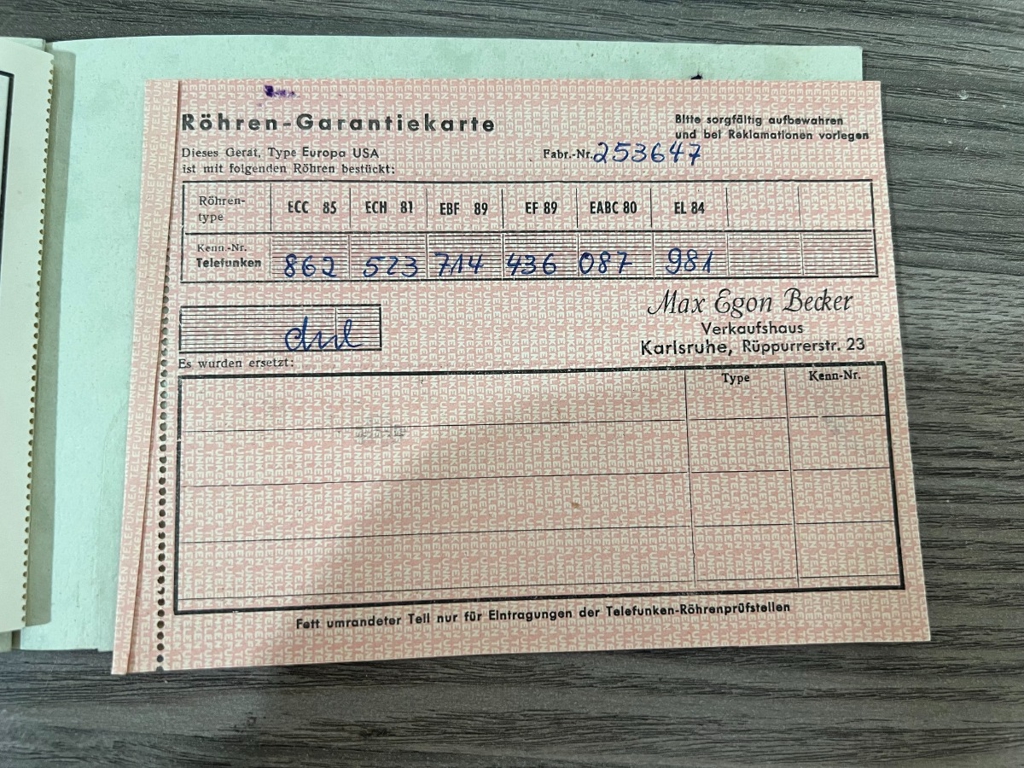 Röhren-Garantiekarte
Bitte sorgfältig aufbewahren
und bei Reklamationen vorlegen
Dieses Gerät, Type Europa USA
Fabr.-Nr. 253647
ist mit folgenden Röhren bestückt:
Röhren-type ECC 85 ECH 81 EBF 89 EF 89 EABC 80 EL 84
Kenn-Nr. Telefunken 862 523 714 436 087 981
Max Egon Becker
Verkaufshaus
Karlsruhe, Rüppurrerstr. 23
Es wurden ersetzt:
Type Kenn-Nr.
Fett umrandeter Teil nur für Eintragungen der Telefunken-Röhrenprüfstellen